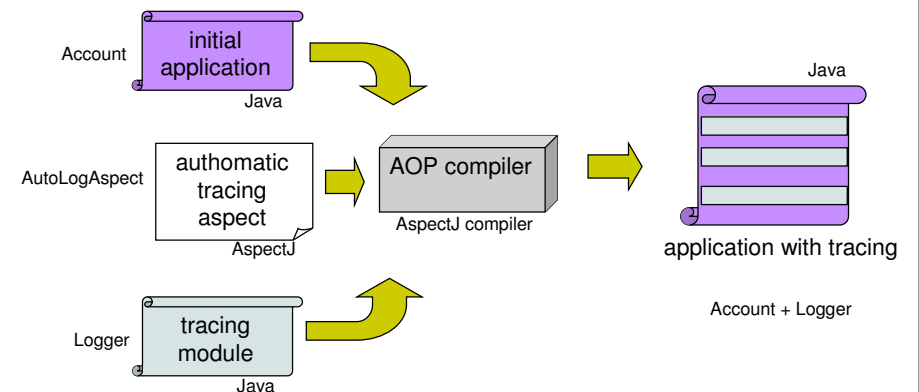 Account
initial
application
Java
AutoLogAspect
authomatic
tracing
aspect
AspectJ
Logger
tracing
module
Java
AOP compiler
AspectJ compiler
Java
application with tracing
Account + Logger